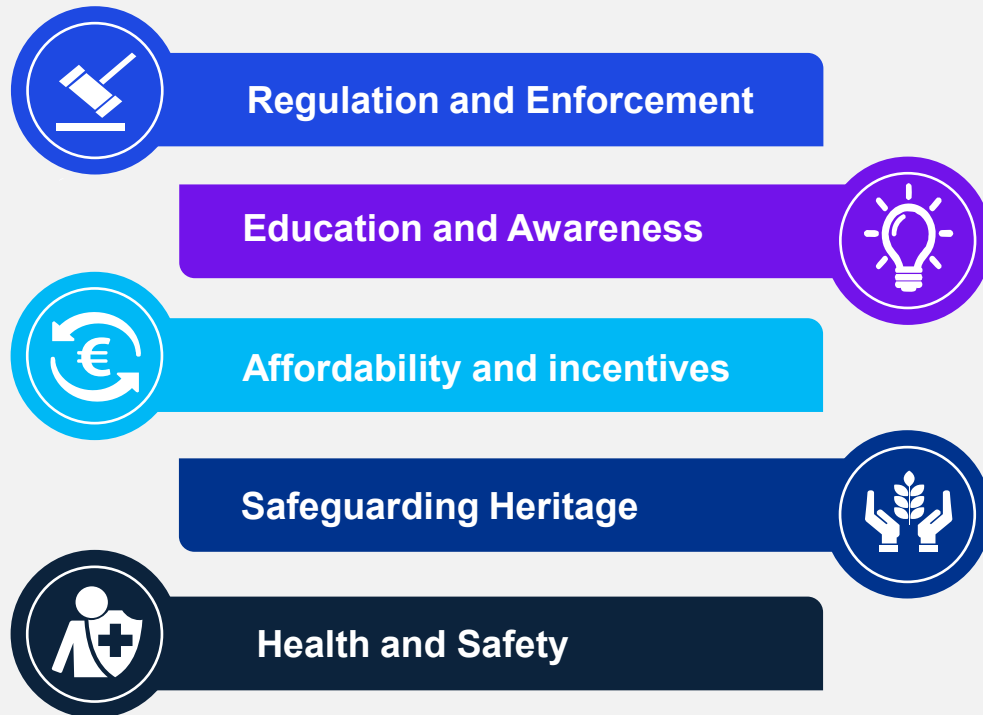 Regulation and Enforcement
Education and Awareness
€
Affordability and incentives
Safeguarding Heritage
Health and Safety